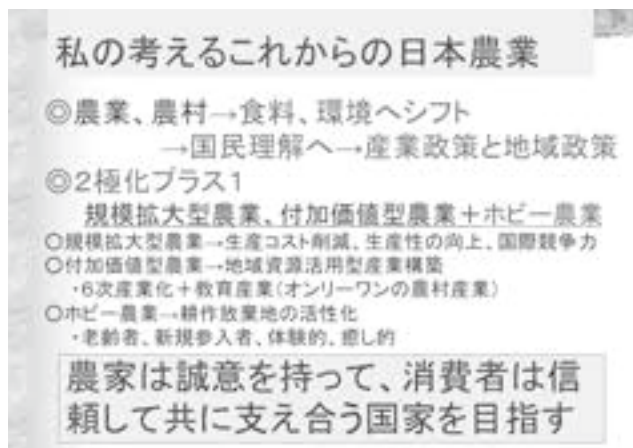 私の考えるこれからの日本農業
◎農業、農村→食料、環境へシフト
→国民理解へ→産業政策と地域政策
◎2極化プラス1
規模拡大型農業、付加価値型農業＋ホビー農業
○規模拡大型農業→生産コスト削減、生産性の向上、国際競争力
○付加価値型農業→地域資源活用型産業構築
・6次産業化＋教育産業(オンリーワンの農村産業)
○ホビー農業→耕作放棄地の活性化
・老齢者、新規参入者、体験的、癒し的
農家は誠意を持って、消費者は信
頼して共に支え合う国家を目指す